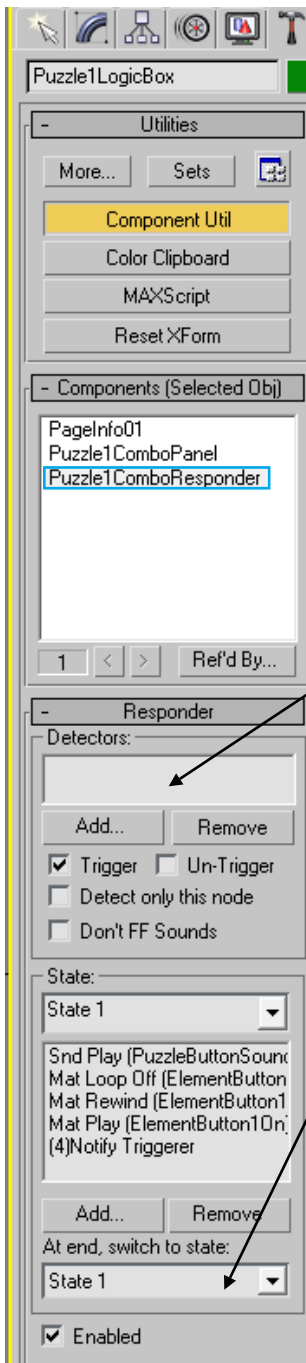 Puzzle1LogicBox
- Utilities
More... Sets
Component Util
Color Clipboard
MAXScript
Reset XForm
- Components (Selected Obj)
PageInfo01
Puzzle1ComboPanel
Puzzle1ComboResponder
1 < > Ref'd By...
- Responder
Detectors:
Add... Remove
Trigger Un-Trigger
Detect only this node
Don't FF Sounds
State:
State 1
Snd Play (PuzzleButtonSoun
Mat Loop Off (ElementButton
Mat Rewind (ElementButton1
Mat Play (ElementButton1On
(4)Notify Triggerer
Add... Remove
At end, switch to state:
State 1
Enabled